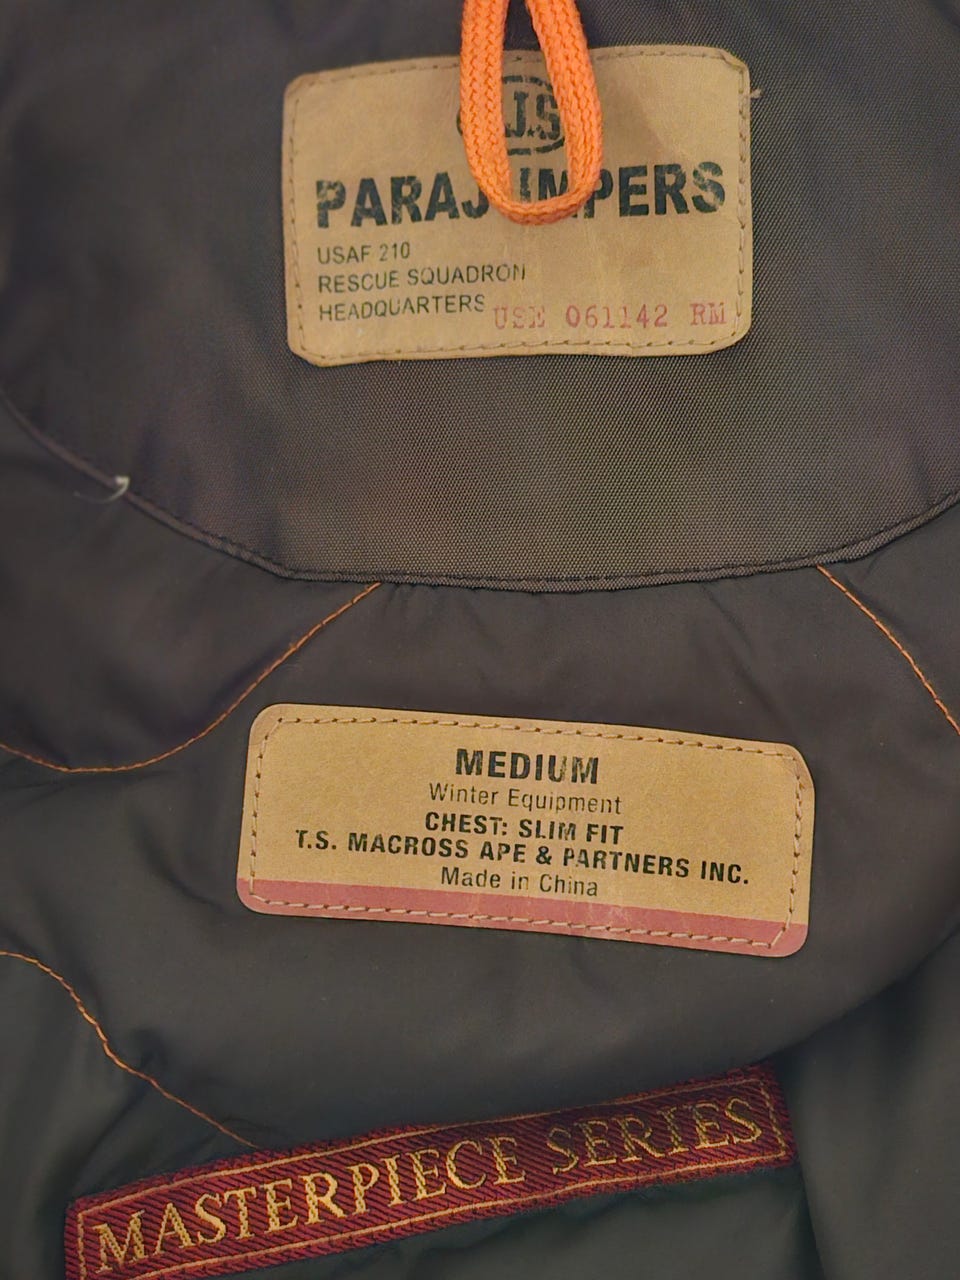 J.S
PARAJUMPERS
USAF 210
RESCUE SQUADRON
HEADQUARTERS
USE 061142 RM
MEDIUM
Winter Equipment
CHEST: SLIM FIT
T.S. MACROSS APE & PARTNERS INC.
Made in China
MASTERPIECE SERIES